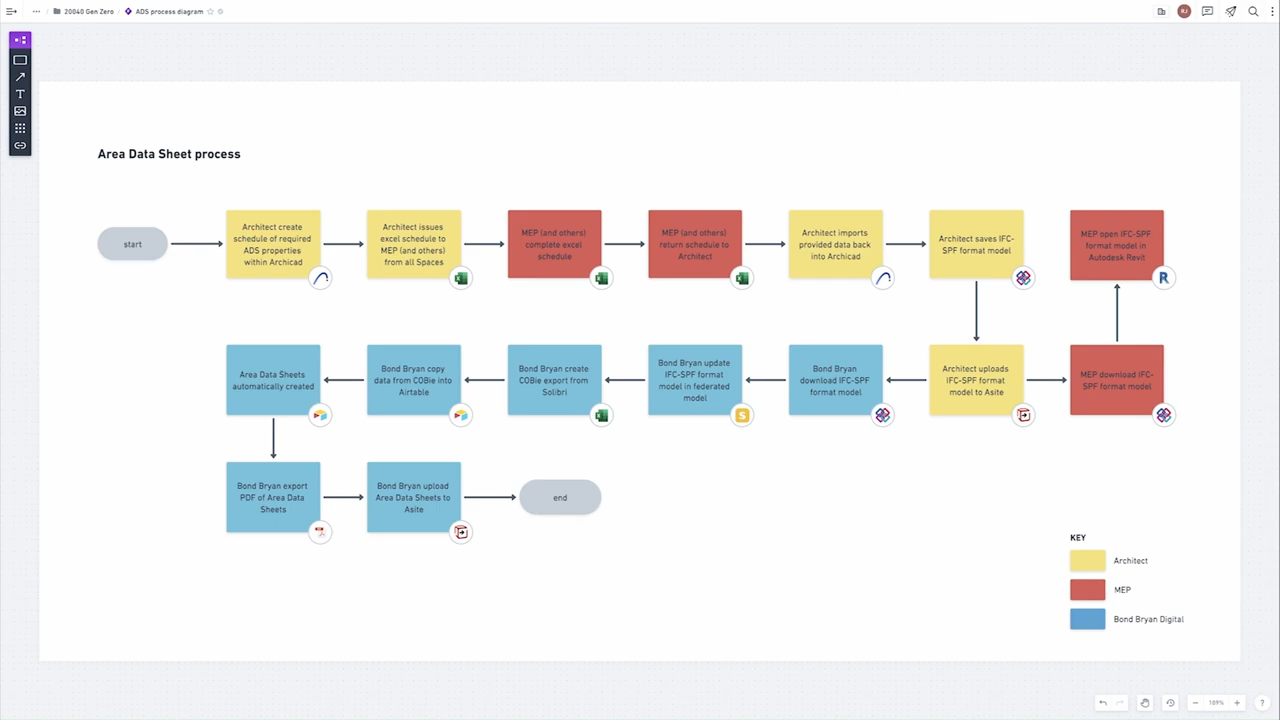 20040 Gen Zero / ADS process diagram
RJ
Area Data Sheet process
start
Architect create
schedule of required
ADS properties
within Archicad
Architect issues
excel schedule to
MEP (and others)
from all Spaces
MEP (and others)
complete excel
schedule
MEP (and others)
return schedule to
Architect
Architect imports
provided data back
into Archicad
Architect saves IFC-
SPF format model
MEP open IFC-SPF
format model in
Autodesk Revit
R
Area Data Sheets
automatically created
Bond Bryan copy
data from COBie into
Airtable
Bond Bryan create
COBie export from
Solibri
Bond Bryan update
IFC-SPF format
model in federated
model
S
Bond Bryan
download IFC-SPF
format model
Architect uploads
IFC-SPF format
model to Asite
MEP download IFC-
SPF format model
Bond Bryan export
PDF of Area Data
Sheets
Bond Bryan upload
Area Data Sheets to
Asite
end
KEY
Architect
MEP
Bond Bryan Digital
109%